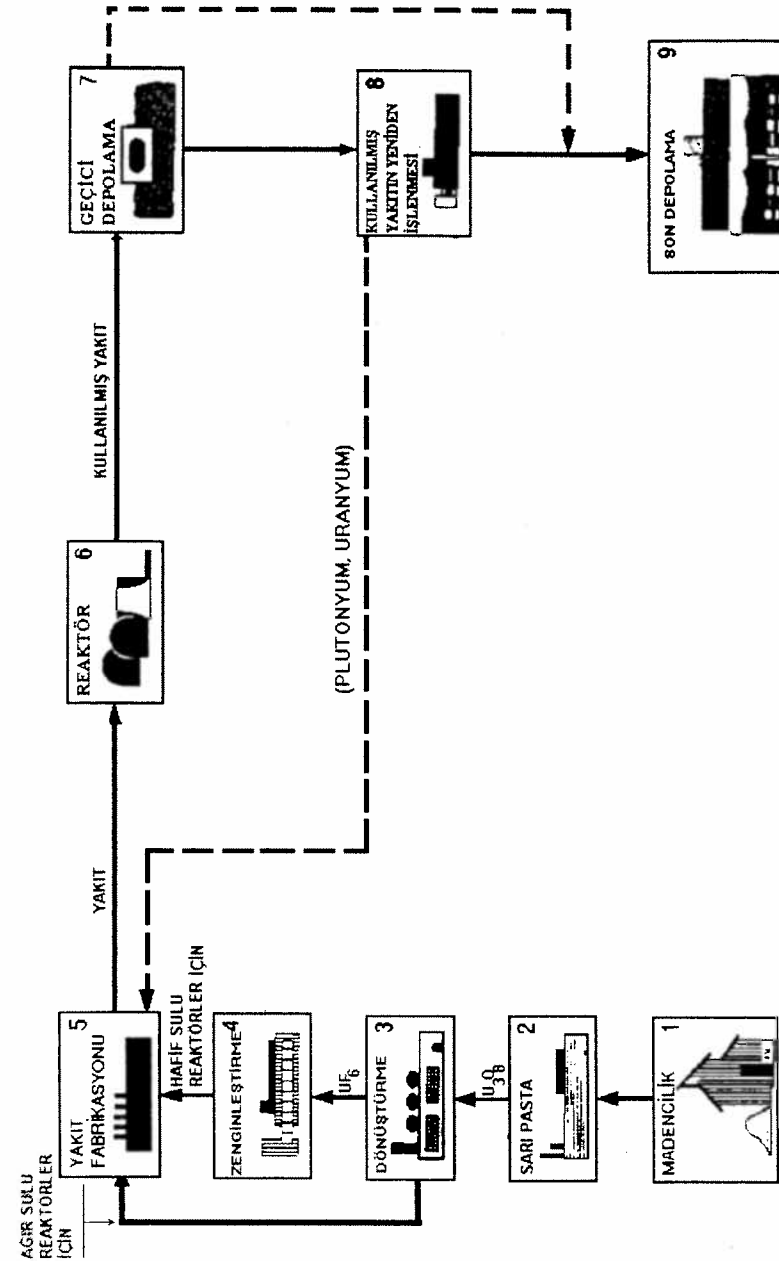 7
GEÇİCİ
DEPOLAMA
8
KULLANILMIŞ
YAKITIN YENİDEN
İŞLENMESİ
9
SON DEPOLAMA
KULLANILMIŞ YAKIT
6
REAKTÖR
(PLUTONYUM, URANYUM)
YAKIT
5
YAKIT
FABRIKASYONU
HAFİF SULU
REAKTÖRLER İÇİN
ZENGİNLEŞTİRME 4
UF6
3
DÖNÜŞTÜRME
U3O8
2
SARI PASTA
1
MADENCİLİK
AĞIR SULU
REAKTÖRLER
İÇİN